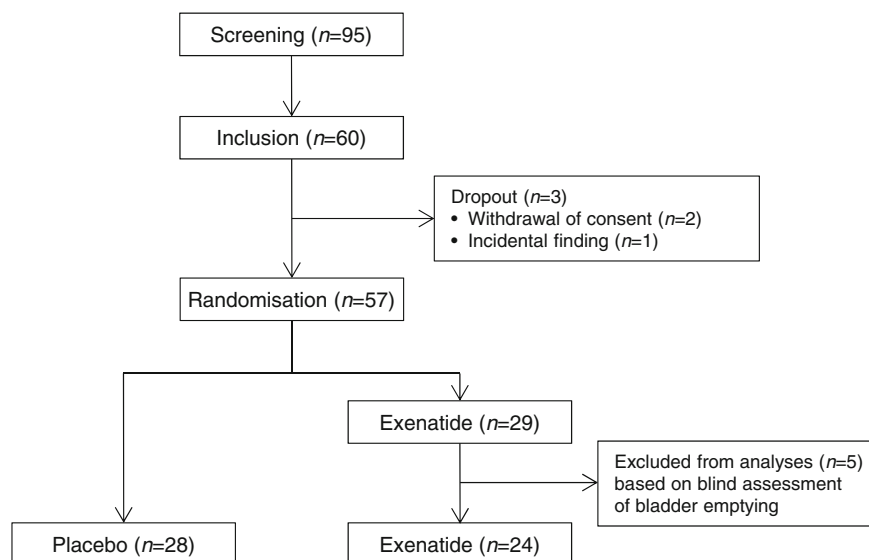 Screening (n=95)
Inclusion (n=60)
Dropout (n=3)
• Withdrawal of consent (n=2)
• Incidental finding (n=1)
Randomisation (n=57)
Exenatide (n=29)
Excluded from analyses (n=5)
based on blind assessment
of bladder emptying
Placebo (n=28)
Exenatide (n=24)